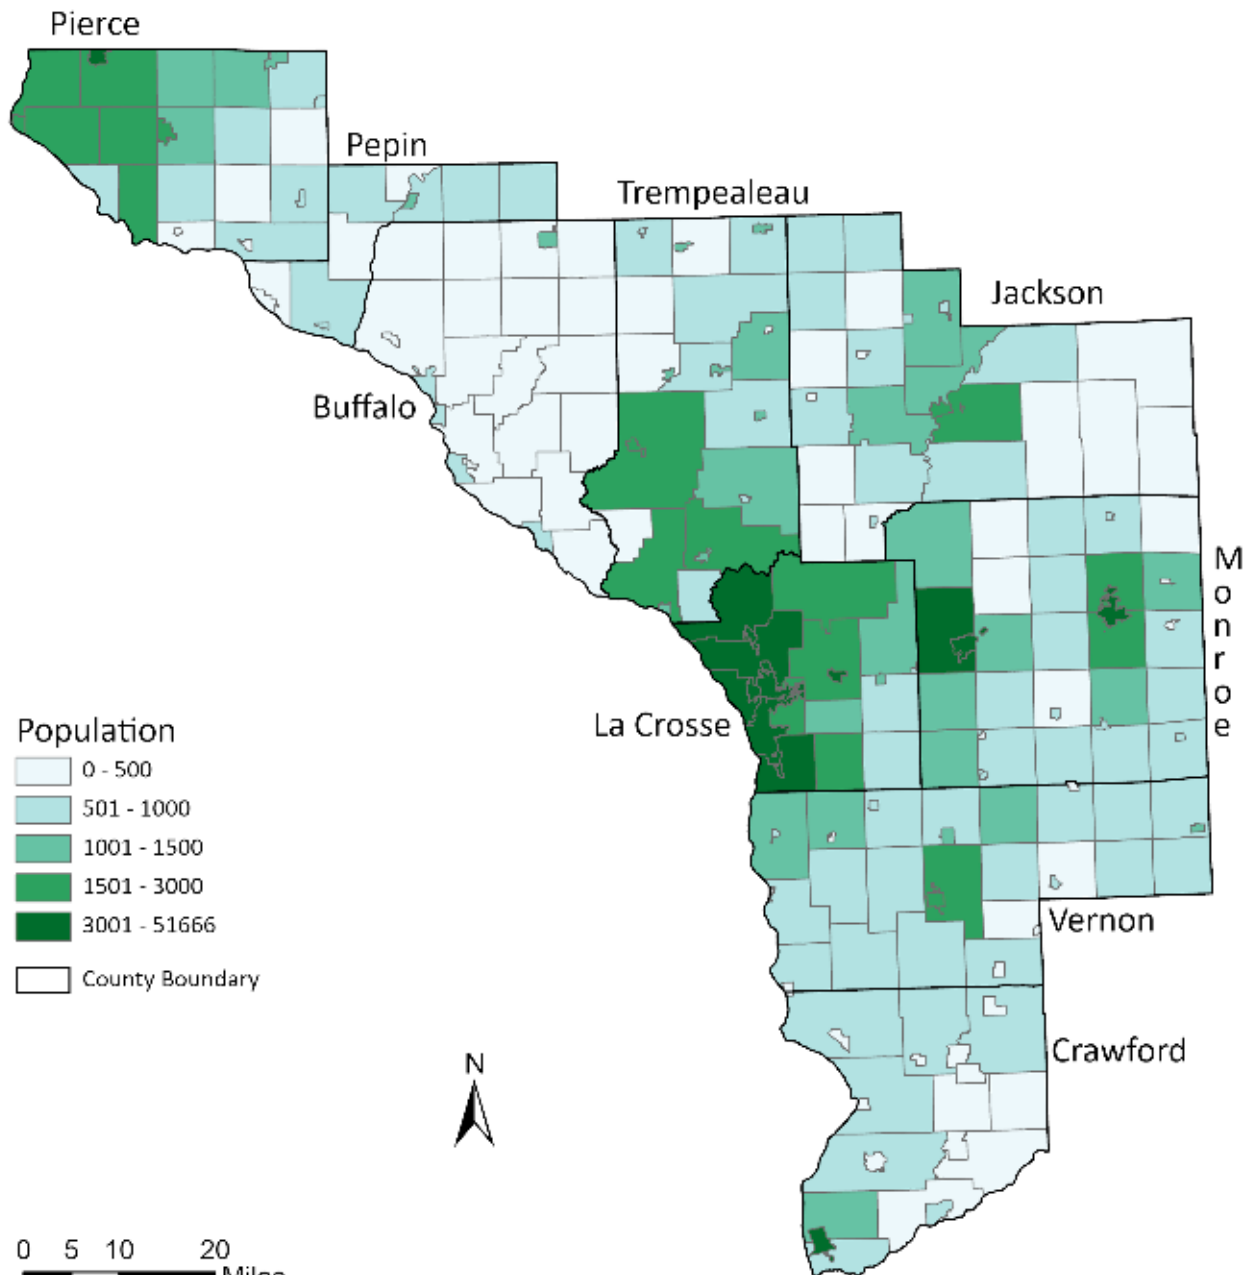 Pierce
Pepin
Trempealeau
Jackson
Buffalo
Monroe
La Crosse
Population
0 - 500
501 - 1000
1001 - 1500
1501 - 3000
3001 - 51666
County Boundary
Vernon
Crawford
N
0 5 10 20
Miles